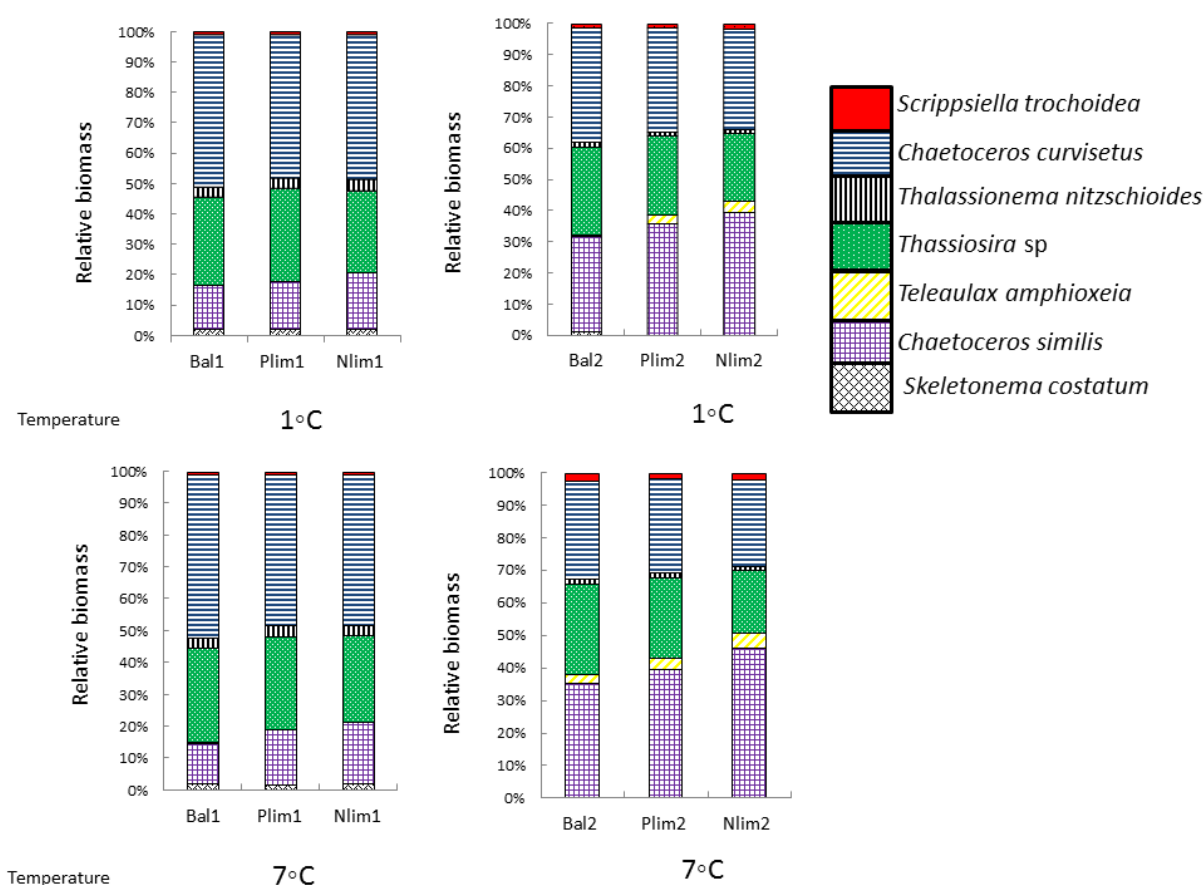 Relative biomass
100%
90%
80%
70%
60%
50%
40%
30%
20%
10%
0%
Bal1 Plim1 Nlim1
Relative biomass
100%
90%
80%
70%
60%
50%
40%
30%
20%
10%
0%
Bal2 Plim2 Nlim2
Scrippsiella trochoidea
Chaetoceros curvisetus
Thalassionema nitzschioides
Thassiosira sp
Teleaulax amphioxeia
Chaetoceros similis
Skeletonema costatum
Temperature 1°C 1°C
Relative biomass
100%
90%
80%
70%
60%
50%
40%
30%
20%
10%
0%
Bal1 Plim1 Nlim1
Relative biomass
100%
90%
80%
70%
60%
50%
40%
30%
20%
10%
0%
Bal2 Plim2 Nlim2
Temperature 7°C 7°C